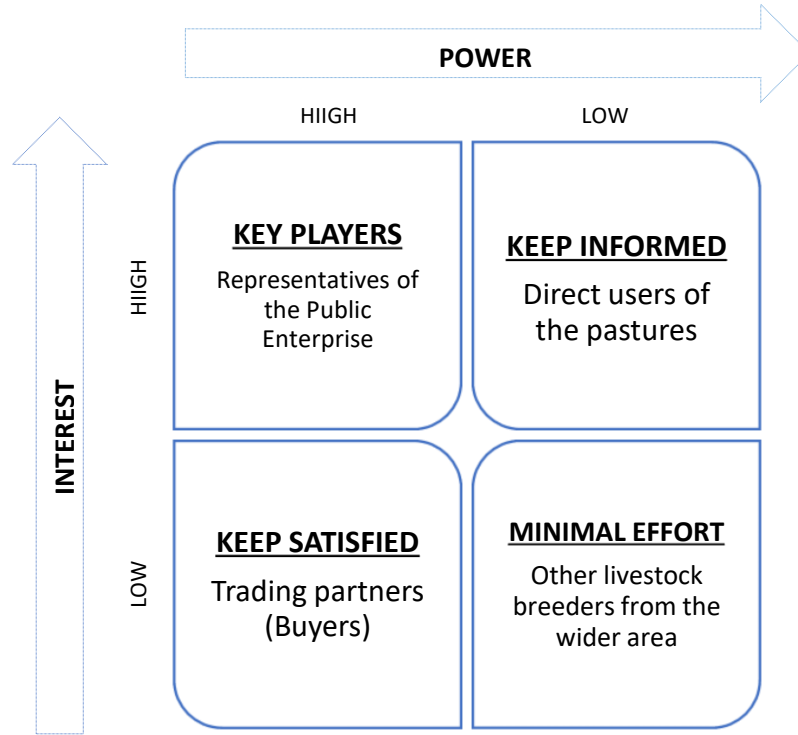 POWER
HIIGH
LOW
INTEREST
HIIGH
KEY PLAYERS
Representatives of
the Public
Enterprise
KEEP INFORMED
Direct users of
the pastures
LOW
KEEP SATISFIED
Trading partners
(Buyers)
MINIMAL EFFORT
Other livestock
breeders from the
wider area